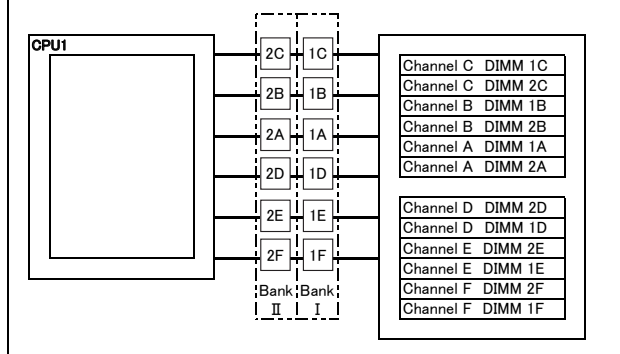 CPU1
2C 1C
2B 1B
2A 1A
2D 1D
2E 1E
2F 1F
Bank Bank
Ⅱ Ⅰ
Channel C DIMM 1C
Channel C DIMM 2C
Channel B DIMM 1B
Channel B DIMM 2B
Channel A DIMM 1A
Channel A DIMM 2A
Channel D DIMM 2D
Channel D DIMM 1D
Channel E DIMM 2E
Channel E DIMM 1E
Channel F DIMM 2F
Channel F DIMM 1F